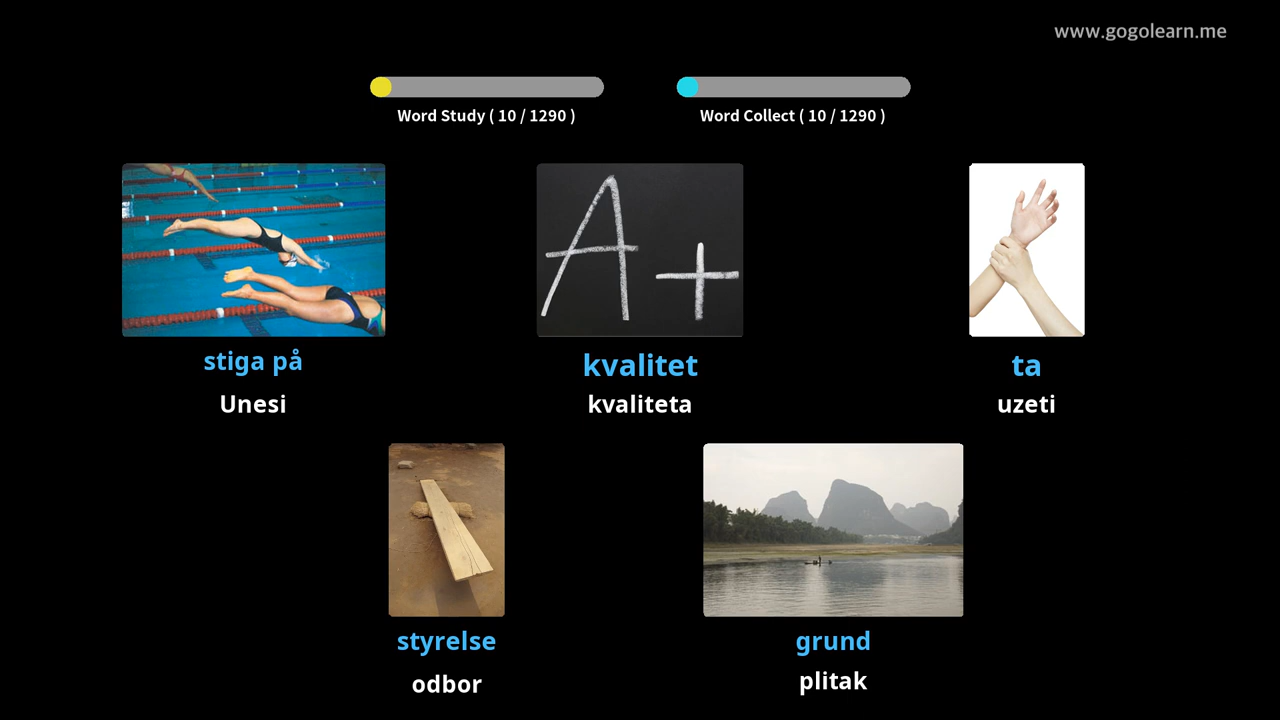 www.gogolearn.me
Word Study ( 10 / 1290 )
Word Collect ( 10 / 1290 )
A+
stiga på
kvalitet
ta
Unesi
kvaliteta
uzeti
styrelse
grund
odbor
plitak